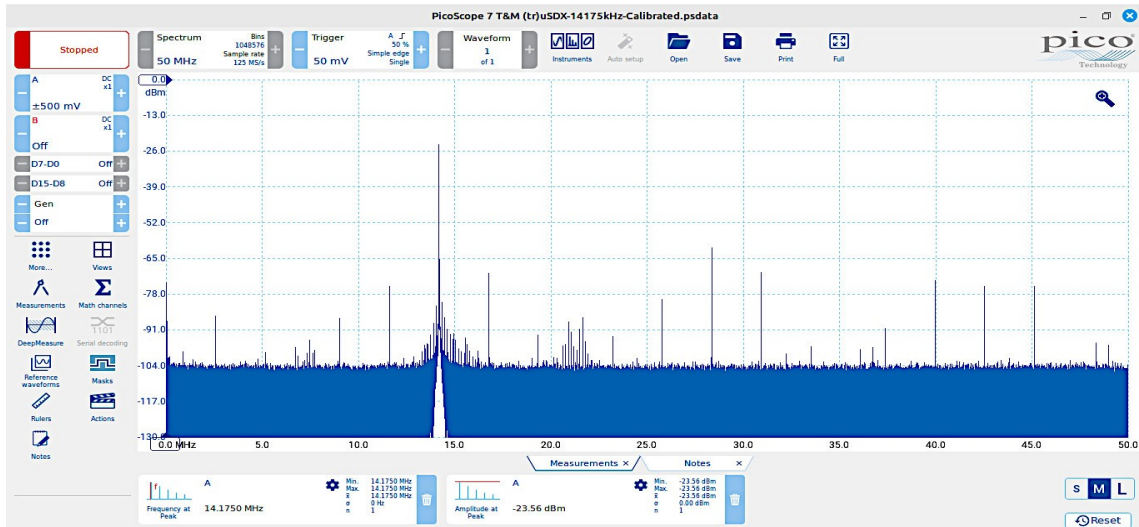 PicoScope 7 T&M (tr)uSDX-14175kHz-Calibrated.psdata
Stopped
Spectrum
50 MHz
Bins
1048576
Sample rate
125 MS/s
Trigger
50 mV
A
50 %
Simple edge
Single
Waveform
1
of 1
Instruments
Auto setup
Open
Save
Print
Full
pico
Technology
A
DC
x1
±500 mV
B
DC
x1
Off
D7-D0 Off
D15-D8 Off
Gen
Off
More...
Views
Measurements
Math channels
DeepMeasure
1101
Serial decoding
Reference
waveforms
Masks
Rulers
Actions
Notes
0.0
dBm
-13.0
-26.0
-39.0
-52.0
-65.0
-78.0
-91.0
-104.0
-117.0
-130.0
0.0 MHz 5.0 10.0 15.0 20.0 25.0 30.0 35.0 40.0 45.0 50.0
Measurements ×
Notes ×
f
Frequency at
Peak
A
14.1750 MHz
Min. 14.1750 MHz
Max. 14.1750 MHz
x̄ 14.1750 MHz
σ 0 Hz
n 1
Amplitude at
Peak
A
-23.56 dBm
Min. -23.56 dBm
Max. -23.56 dBm
x̄ -23.56 dBm
σ 0.00 dBm
n 1
S M L
Reset